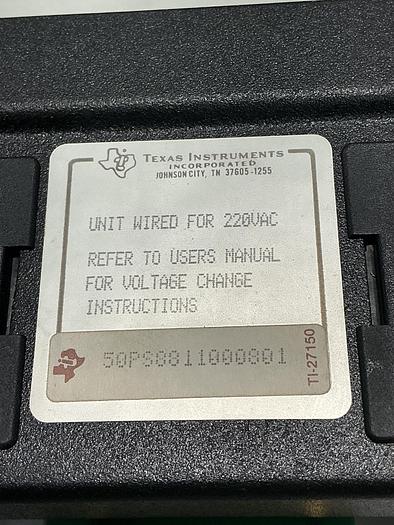 TEXAS INSTRUMENTS
INCORPORATED
JOHNSON CITY, TN 37605-1255
UNIT WIRED FOR 220VAC
REFER TO USERS MANUAL
FOR VOLTAGE CHANGE
INSTRUCTIONS
50PS8811000801
TI-27150